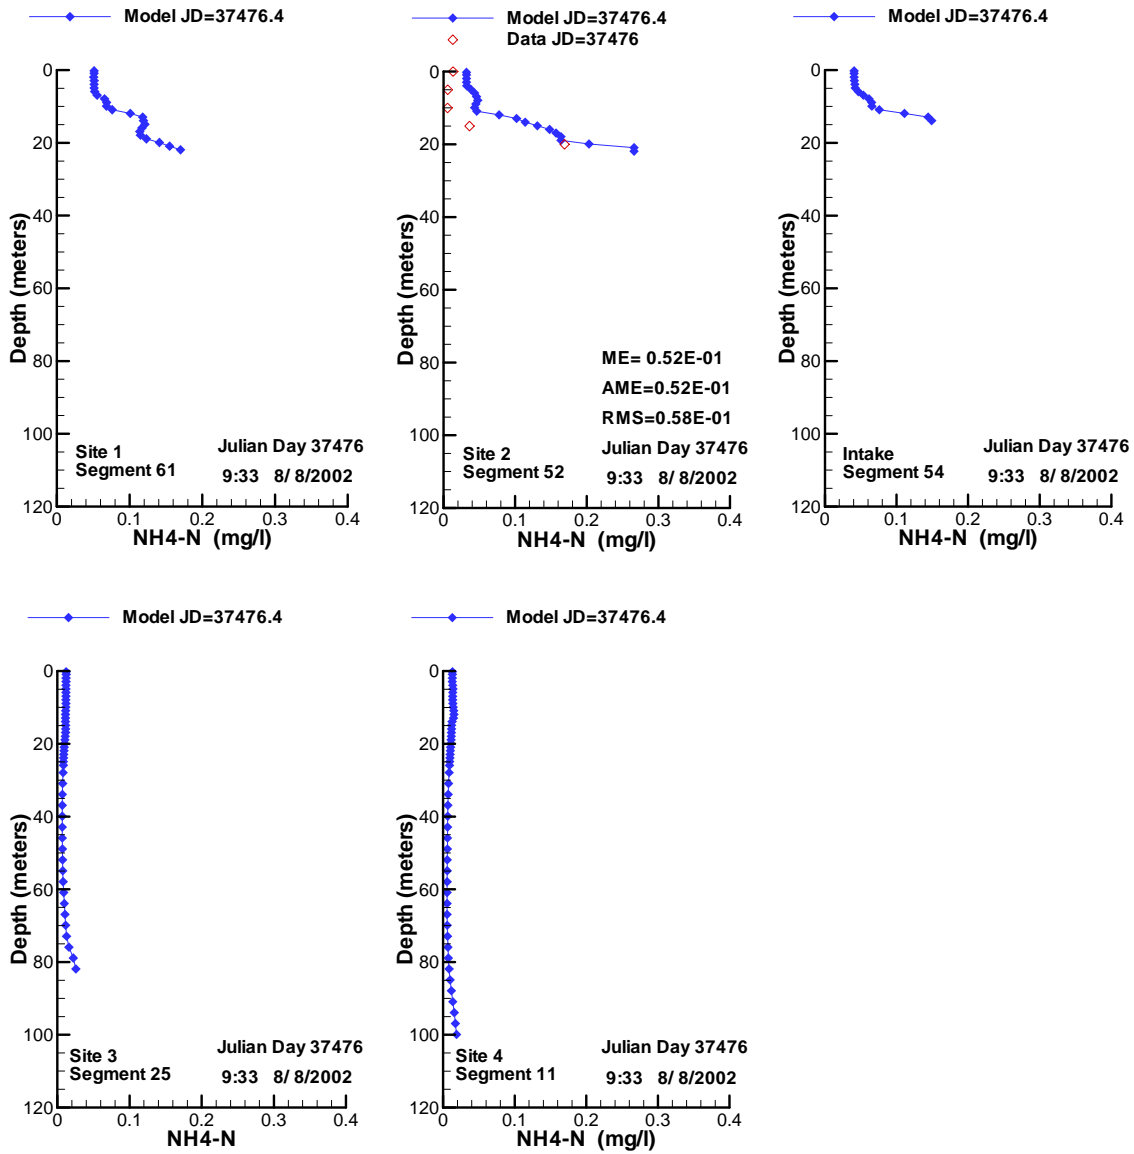 Model JD=37476.4
0
20
40
60
80
100
120
Depth (meters)
Site 1
Segment 61
Julian Day 37476
9:33 8/ 8/2002
0 0.1 0.2 0.3 0.4
NH4-N (mg/l)
Model JD=37476.4
Data JD=37476
0
20
40
60
80
100
120
Depth (meters)
ME= 0.52E-01
AME=0.52E-01
RMS=0.58E-01
Site 2
Segment 52
Julian Day 37476
9:33 8/ 8/2002
0 0.1 0.2 0.3 0.4
NH4-N (mg/l)
Model JD=37476.4
0
20
40
60
80
100
120
Depth (meters)
Intake
Segment 54
Julian Day 37476
9:33 8/ 8/2002
0 0.1 0.2 0.3 0.4
NH4-N (mg/l)
Model JD=37476.4
0
20
40
60
80
100
120
Depth (meters)
Site 3
Segment 25
Julian Day 37476
9:33 8/ 8/2002
0 0.1 0.2 0.3 0.4
NH4-N
Model JD=37476.4
0
20
40
60
80
100
120
Depth (meters)
Site 4
Segment 11
Julian Day 37476
9:33 8/ 8/2002
0 0.1 0.2 0.3 0.4
NH4-N (mg/l)